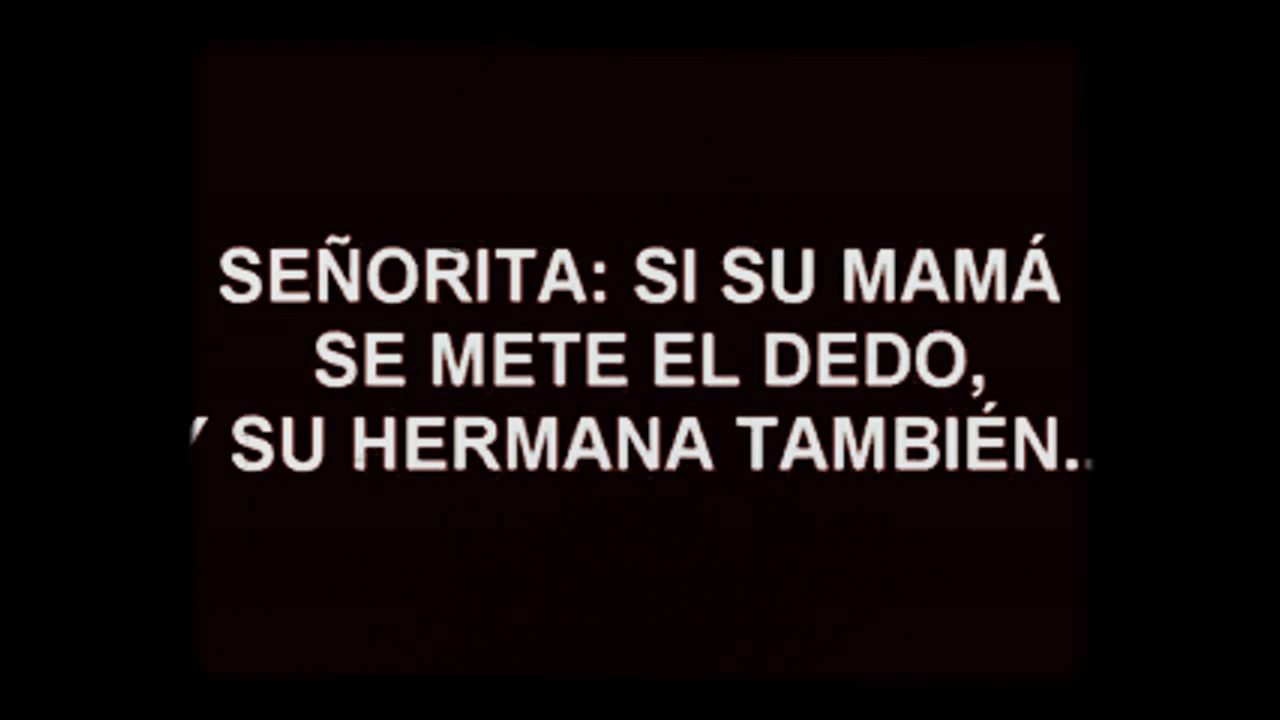 SEÑORITA: SI SU MAMÁ
SE METE EL DEDO,
Y SU HERMANA TAMBIÉN..